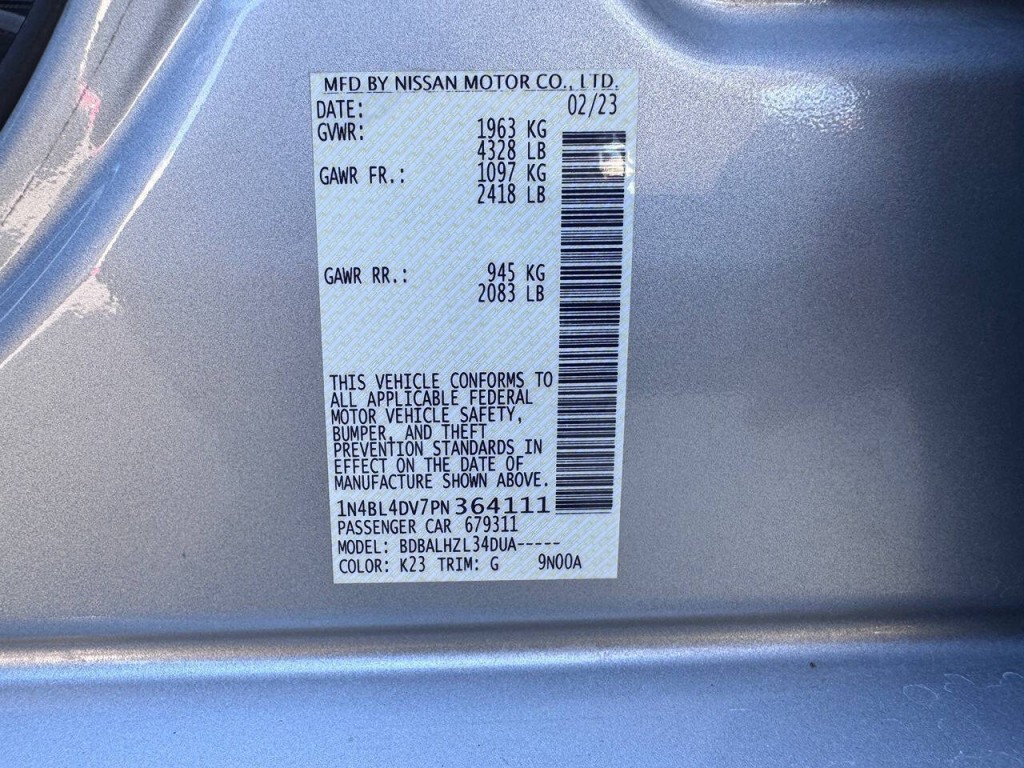 MFD BY NISSAN MOTOR CO., LTD.
DATE: 02/23
GVWR: 1963 KG
4328 LB
GAWR FR.: 1097 KG
2418 LB
GAWR RR.: 945 KG
2083 LB
THIS VEHICLE CONFORMS TO
ALL APPLICABLE FEDERAL
MOTOR VEHICLE SAFETY,
BUMPER, AND THEFT
PREVENTION STANDARDS IN
EFFECT ON THE DATE OF
MANUFACTURE SHOWN ABOVE.
1N4BL4DV7PN364111
PASSENGER CAR 679311
MODEL: BDBALHZL34DUA-----
COLOR: K23 TRIM: G 9N00A